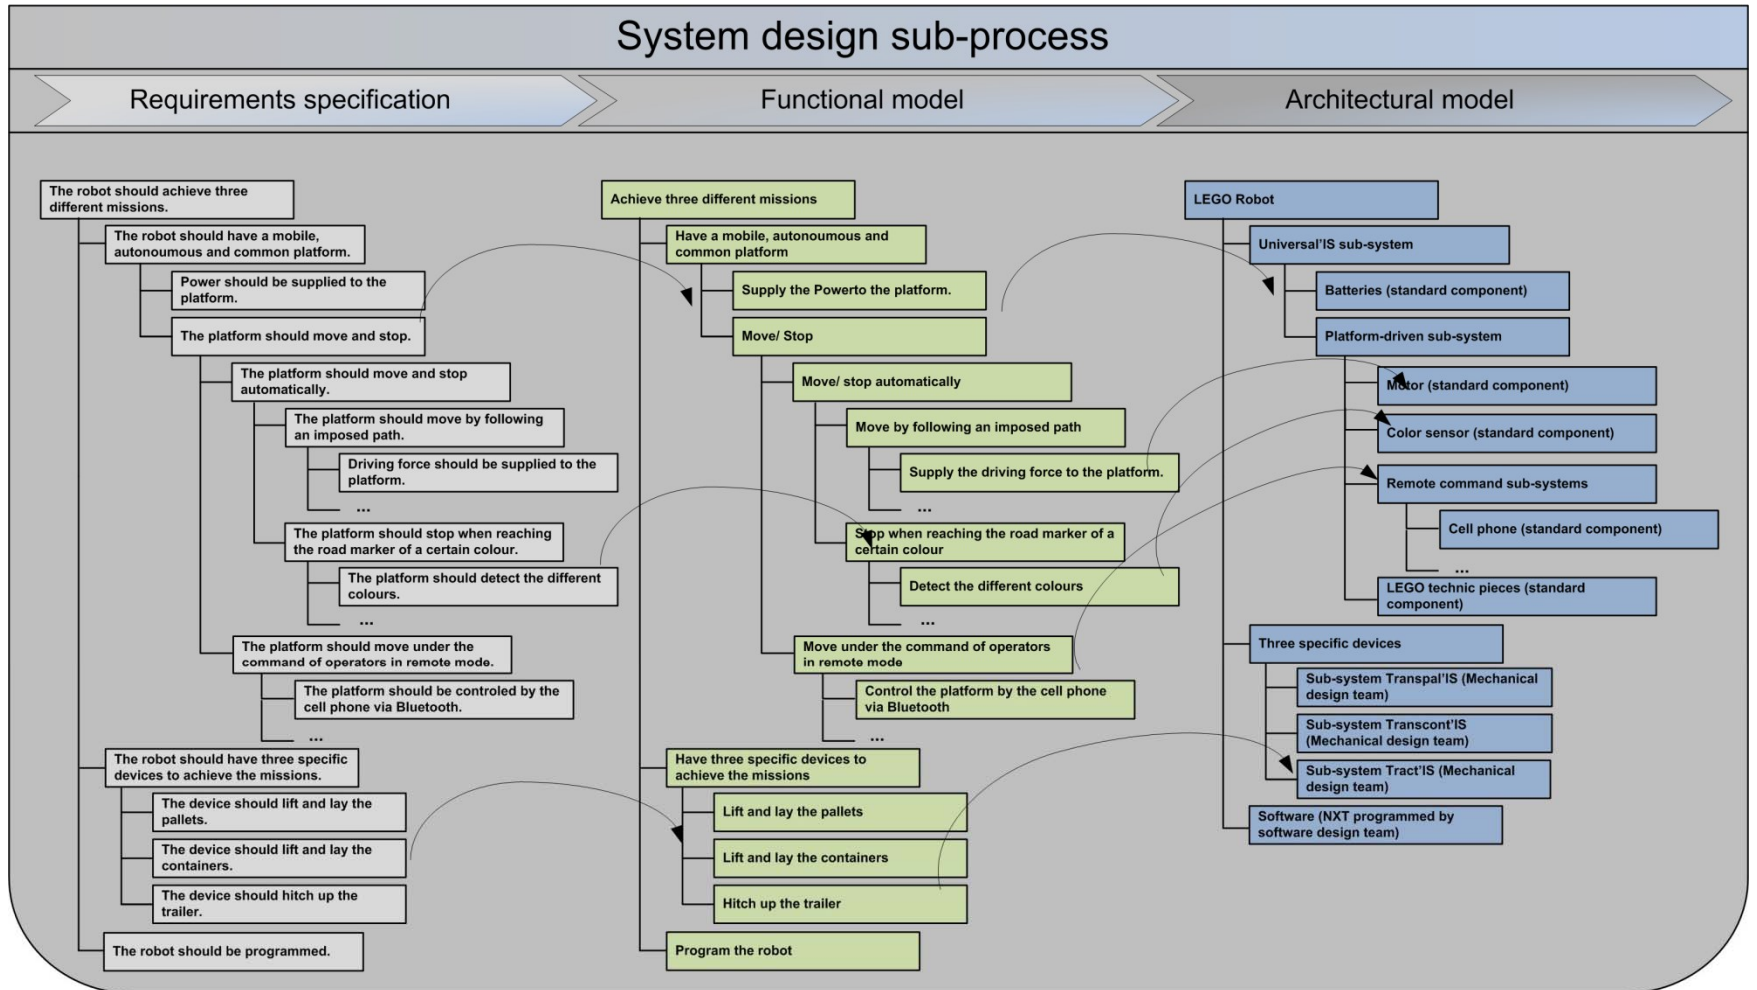 System design sub-process
Requirements specification
Functional model
Architectural model
The robot should achieve three
different missions.
The robot should have a mobile,
autonoumous and common platform.
Power should be supplied to the
platform.
The platform should move and stop.
The platform should move and stop
automatically.
The platform should move by following
an imposed path.
Driving force should be supplied to the
platform.
...
The platform should stop when reaching
the road marker of a certain colour.
The platform should detect the different
colours.
...
The platform should move under the
command of operators in remote mode.
The platform should be controled by the
cell phone via Bluetooth.
...
The robot should have three specific
devices to achieve the missions.
The device should lift and lay the
pallets.
The device should lift and lay the
containers.
The device should hitch up the
trailer.
The robot should be programmed.
Achieve three different missions
Have a mobile, autonoumous and
common platform
Supply the Powerto the platform.
Move/ Stop
Move/ stop automatically
Move by following an imposed path
Supply the driving force to the platform.
...
Stop when reaching the road marker of a
certain colour
Detect the different colours
...
Move under the command of operators
in remote mode
Control the platform by the cell phone
via Bluetooth
...
Have three specific devices to
achieve the missions
Lift and lay the pallets
Lift and lay the containers
Hitch up the trailer
Program the robot
LEGO Robot
Universal'IS sub-system
Batteries (standard component)
Platform-driven sub-system
Motor (standard component)
Color sensor (standard component)
Remote command sub-systems
Cell phone (standard component)
...
LEGO technic pieces (standard
component)
Three specific devices
Sub-system Transpal'IS (Mechanical
design team)
Sub-system Transcont'IS
(Mechanical design team)
Sub-system Tract'IS (Mechanical
design team)
Software (NXT programmed by
software design team)